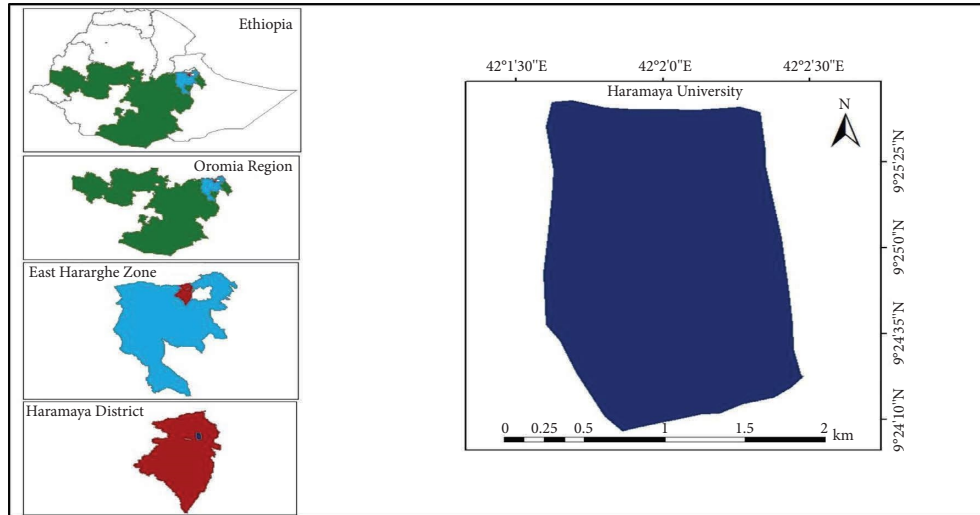 Ethiopia
Oromia Region
East Hararghe Zone
Haramaya District
42°1'30"E 42°2'0"E 42°2'30"E
Haramaya University
N
9°25'25"N
9°25'0"N
9°24'35"N
9°24'10"N
0 0.25 0.5 1 1.5 2
km